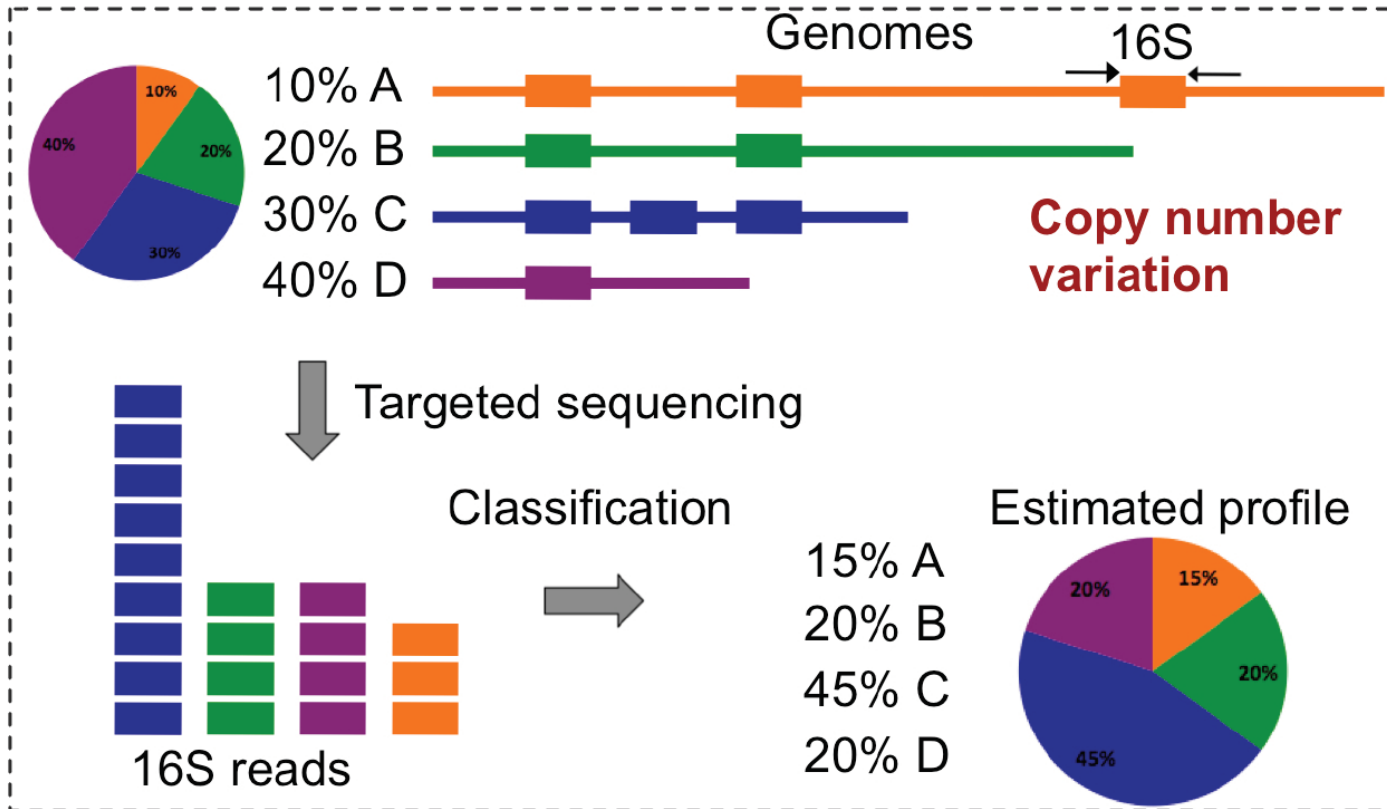 Genomes
16S
10%
20%
30%
40%
10% A
20% B
30% C
40% D
Copy number
variation
Targeted sequencing
16S reads
Classification
Estimated profile
15% A
20% B
45% C
20% D
15%
20%
45%
20%